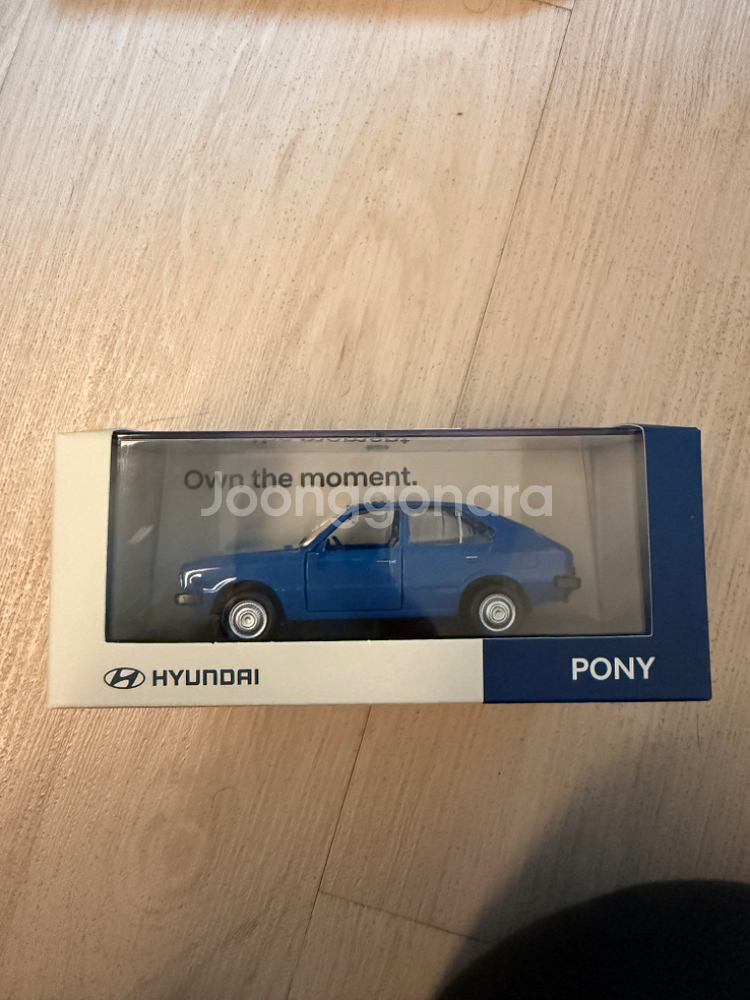 Own the moment.
Joonggonara
HYUNDAI
PONY